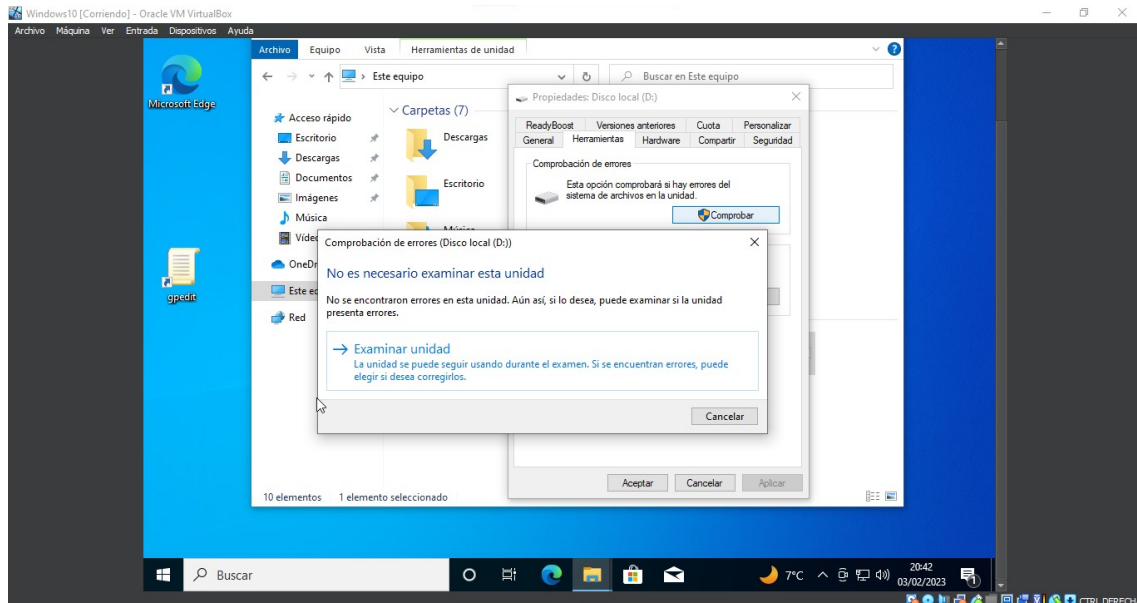 Windows10 [Corriendo] - Oracle VM VirtualBox
Archivo Máquina Ver Entrada Dispositivos Ayuda
Microsoft Edge
gpedit
Archivo Equipo Vista Herramientas de unidad
Este equipo
Buscar en Este equipo
Acceso rápido
Escritorio
Descargas
Documentos
Imágenes
Música
OneDr
Este eq
Red
Carpetas (7)
Descargas
Escritorio
Propiedades: Disco local (D:)
ReadyBoost Versiones anteriores Cuota Personalizar
General Herramientas Hardware Compartir Seguridad
Comprobación de errores
Esta opción comprobará si hay errores del
sistema de archivos en la unidad.
Comprobar
Comprobación de errores (Disco local (D:))
No es necesario examinar esta unidad
No se encontraron errores en esta unidad. Aún así, si lo desea, puede examinar si la unidad
presenta errores.
Examinar unidad
La unidad se puede seguir usando durante el examen. Si se encuentran errores, puede
elegir si desea corregirlos.
Cancelar
Aceptar Cancelar Aplicar
10 elementos 1 elemento seleccionado
Buscar
7°C
20:42
03/02/2023
CTRL DERECH